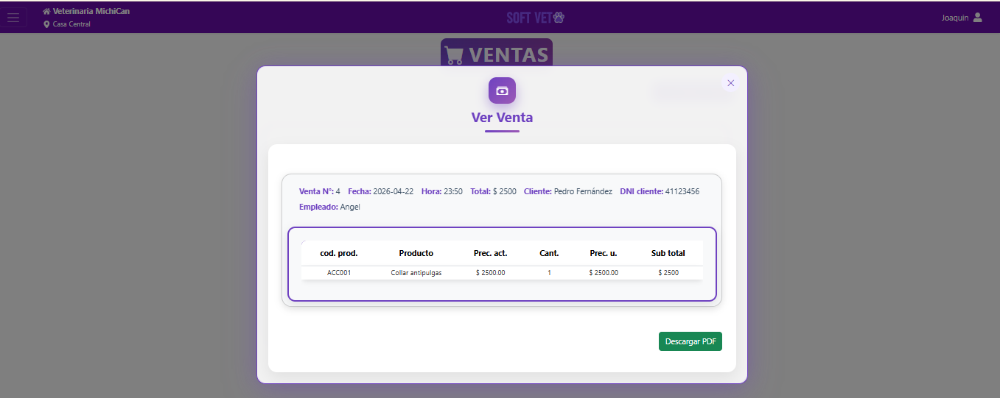 Veterinaria MichiCan
Casa Central
SOFT VET
Joaquin
VENTAS
Ver Venta
Venta N°: 4 Fecha: 2026-04-22 Hora: 23:50 Total: $ 2500 Cliente: Pedro Fernández DNI cliente: 41123456
Empleado: Angel
cod. prod. Producto Prec. act. Cant. Prec. u. Sub total
ACC001 Collar antipulgas $ 2500.00 1 $ 2500.00 $ 2500
Descargar PDF